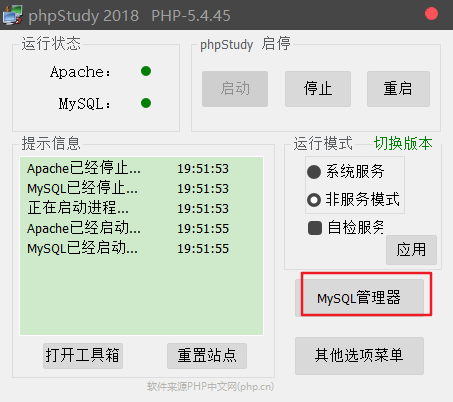 phpStudy 2018 PHP-5.4.45
运行状态
Apache:
MySQL:
phpStudy 启停
启动 停止 重启
提示信息
Apache已经停止... 19:51:53
MySQL已经停止... 19:51:53
正在启动进程... 19:51:53
Apache已经启动... 19:51:55
MySQL已经启动... 19:51:55
打开工具箱 重置站点
运行模式 切换版本
系统服务
非服务模式
自检服务
应用
MySQL管理器
其他选项菜单
软件来源PHP中文网(php.cn)